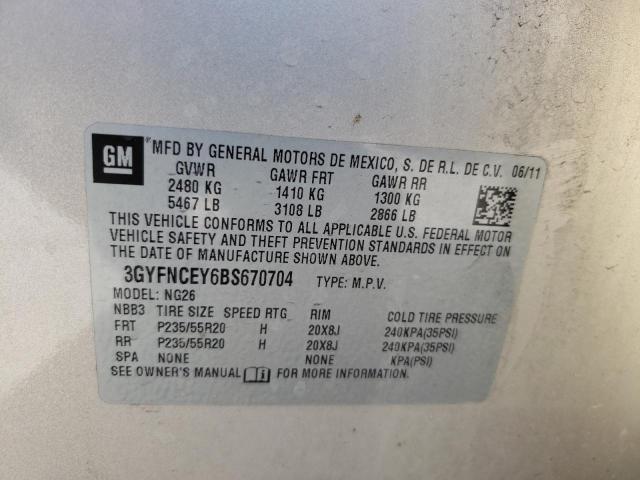 GM
*MFD BY GENERAL MOTORS DE MEXICO, S. DE R.L. DE C.V. 06/11
GVWR GAWR FRT GAWR RR
2480 KG 1410 KG 1300 KG
5467 LB 3108 LB 2866 LB
THIS VEHICLE CONFORMS TO ALL APPLICABLE U.S. FEDERAL MOTOR
VEHICLE SAFETY AND THEFT PREVENTION STANDARDS IN EFFECT ON
THE DATE OF MANUFACTURE SHOWN ABOVE.
3GYFNCEY6BS670704 TYPE: M.P.V.
MODEL: NG26
NBB3 TIRE SIZE SPEED RTG RIM COLD TIRE PRESSURE
FRT P235/55R20 H 20X8J 240KPA(35PSI)
RR P235/55R20 H 20X8J 240KPA(35PSI)
SPA NONE NONE KPA(PSI)
SEE OWNER'S MANUAL i FOR MORE INFORMATION.